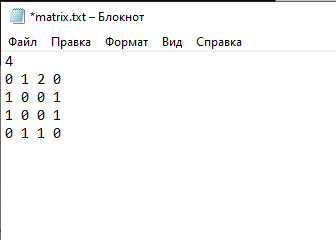 *matrix.txt – Блокнот
Файл Правка Формат Вид Справка
4
0 1 2 0
1 0 0 1
1 0 0 1
0 1 1 0